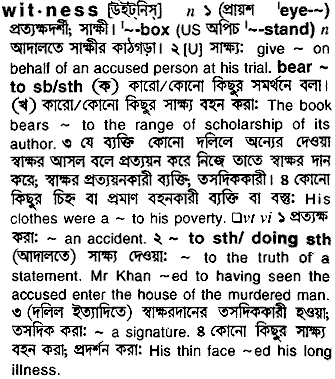 wit·ness [উইট্‌নিস্] n ১ (প্রায়শ 'eye~-)
প্রত্যক্ষদর্শী; সাক্ষী। '~-box (US অপিচ '~-stand) n
আদালতে সাক্ষীর কাঠগড়া। ২ [U] সাক্ষ্য: give ~ on
behalf of an accused person at his trial. bear ~
to sb/sth (ক) কারো/কোনো কিছুর সমর্থনে বলা।
(খ) কারো/কোনো কিছুর সাক্ষ্য বহন করা: The book
bears ~ to the range of scholarship of its
author. ৩ যে ব্যক্তি কোনো দলিলে অন্যের দেওয়া
স্বাক্ষর আসল বলে প্রত্যয়ন করে নিজে তাতে স্বাক্ষর দান
করে; স্বাক্ষর প্রত্যয়নকারী ব্যক্তি; তসদিককারী। ৪ কোনো
কিছুর চিহ্ন বা প্রমাণ বহনকারী ব্যক্তি বা বস্তু: His
clothes were a ~ to his poverty. □vt vi ১ প্রত্যক্ষ
করা: ~ an accident. ২ ~ to sth/ doing sth
(আদালতে) সাক্ষ্য দেওয়া: ~ to the truth of a
statement. Mr Khan ~ed to having seen the
accused enter the house of the murdered man.
৩ (দলিল ইত্যাদিতে) স্বাক্ষরদানের তসদিককারী হওয়া;
তসদিক করা: ~ a signature. ৪ কোনো কিছুর সাক্ষ্য
বহন করা; প্রদর্শন করা: His thin face ~ed his long
illness.